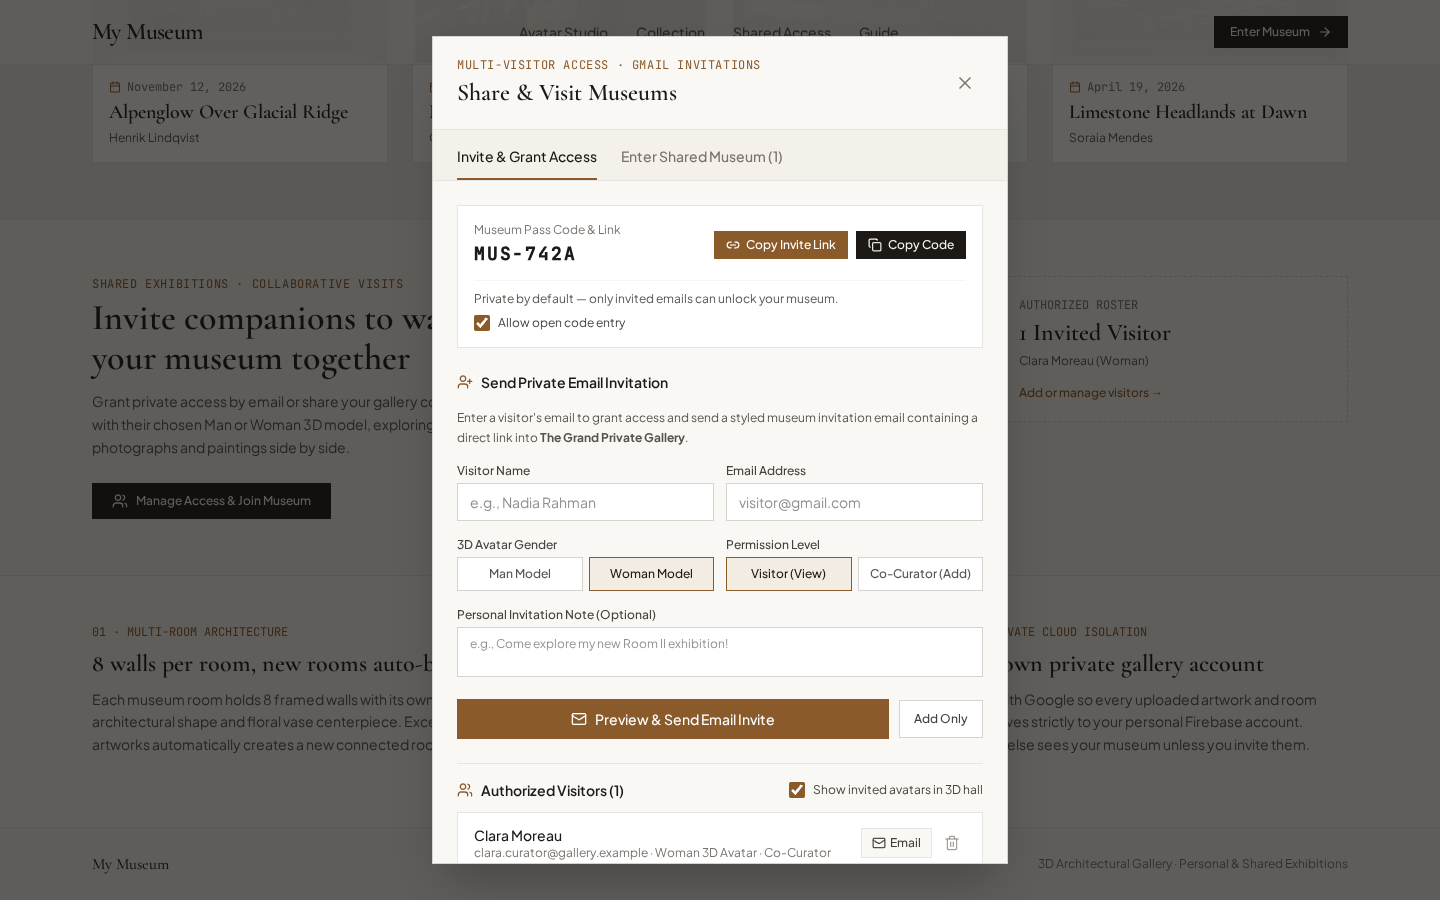 My Museum
Avatar Studio
Collection
Shared Access
Guide
Enter Museum
November 12, 2026
Alpenglow Over Glacial Ridge
Henrik Lindqvist
April 19, 2026
Limestone Headlands at Dawn
Soraia Mendes
MULTI-VISITOR ACCESS · GMAIL INVITATIONS
Share & Visit Museums
Invite & Grant Access
Enter Shared Museum (1)
Museum Pass Code & Link
MUS-742A
Copy Invite Link
Copy Code
Private by default — only invited emails can unlock your museum.
Allow open code entry
Send Private Email Invitation
Enter a visitor's email to grant access and send a styled museum invitation email containing a
direct link into The Grand Private Gallery.
Visitor Name
Email Address
e.g., Nadia Rahman
visitor@gmail.com
3D Avatar Gender
Permission Level
Man Model
Woman Model
Visitor (View)
Co-Curator (Add)
Personal Invitation Note (Optional)
e.g., Come explore my new Room II exhibition!
Preview & Send Email Invite
Add Only
Authorized Visitors (1)
Show invited avatars in 3D hall
Clara Moreau
clara.curator@gallery.example · Woman 3D Avatar · Co-Curator
Email
SHARED EXHIBITIONS · COLLABORATIVE VISITS
Invite companions to
your museum together
Grant private access by email or share your gallery
with their chosen Man or Woman 3D model, exploring
photographs and paintings side by side.
Manage Access & Join Museum
AUTHORIZED ROSTER
1 Invited Visitor
Clara Moreau (Woman)
Add or manage visitors →
01 · MULTI-ROOM ARCHITECTURE
8 walls per room, new rooms
Each museum room holds 8 framed walls with its own
architectural shape and floral vase centerpiece.
artworks automatically creates a new connected
CLOUD ISOLATION
own private gallery account
with Google so every uploaded artwork and room
strictly to your personal Firebase account.
else sees your museum unless you invite them.
My Museum
3D Architectural Gallery · Personal & Shared Exhibitions